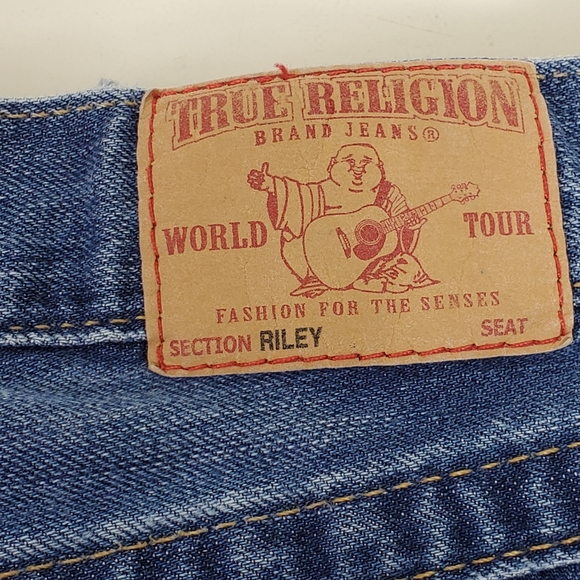 TRUE RELIGION
BRAND JEANS®
WORLD TOUR
FASHION FOR THE SENSES
SECTION RILEY SEAT